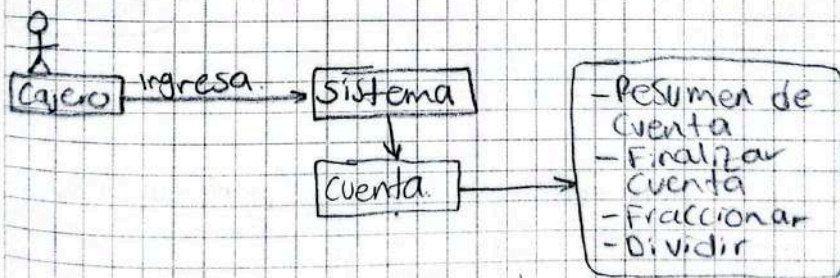 Cajero
ingresa.
Sistema
Cuenta.
- Resumen de
Cuenta
- Finalizar
Cuenta
- Fraccionar
- Dividir